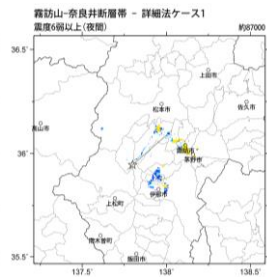 霧訪山-奈良井断層帯 - 詳細法ケース1
震度6弱以上（夜間）
約87000
36.5°
上田市
佐久市
松本市
高山市
36°
茅野市
伊那市
上松町
南木曽町
35.5°
飯田市
137.5°
138°
138.5°